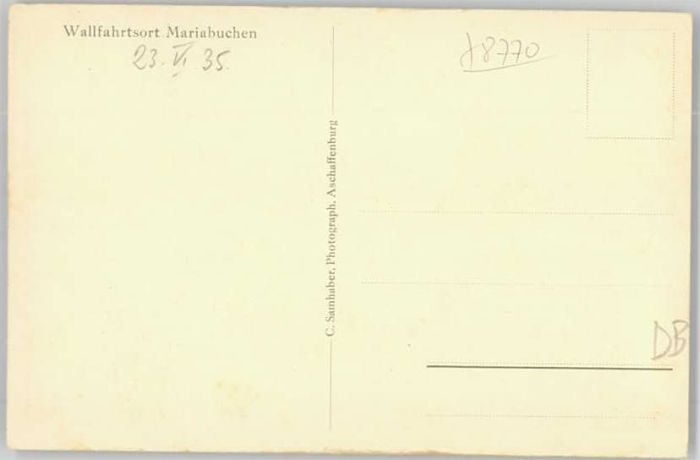 Wallfahrtsort Mariabuchen
23. VI. 35.
C. Samhaber, Photograph, Aschaffenburg
8770
DB